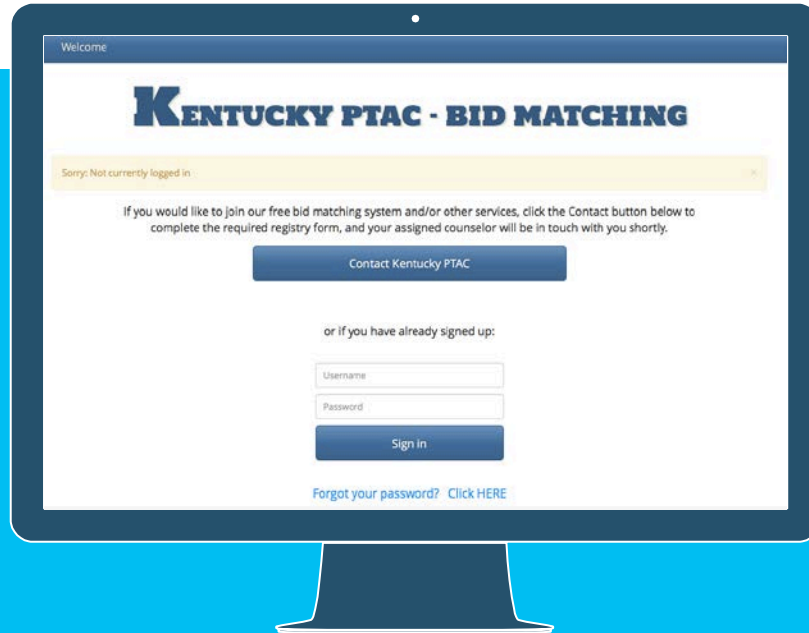 Welcome
KENTUCKY PTAC - BID MATCHING
Sorry: Not currently logged in
×
If you would like to join our free bid matching system and/or other services, click the Contact button below to
complete the required registry form, and your assigned counselor will be in touch with you shortly.
Contact Kentucky PTAC
or if you have already signed up:
Username
Password
Sign in
Forgot your password? Click HERE